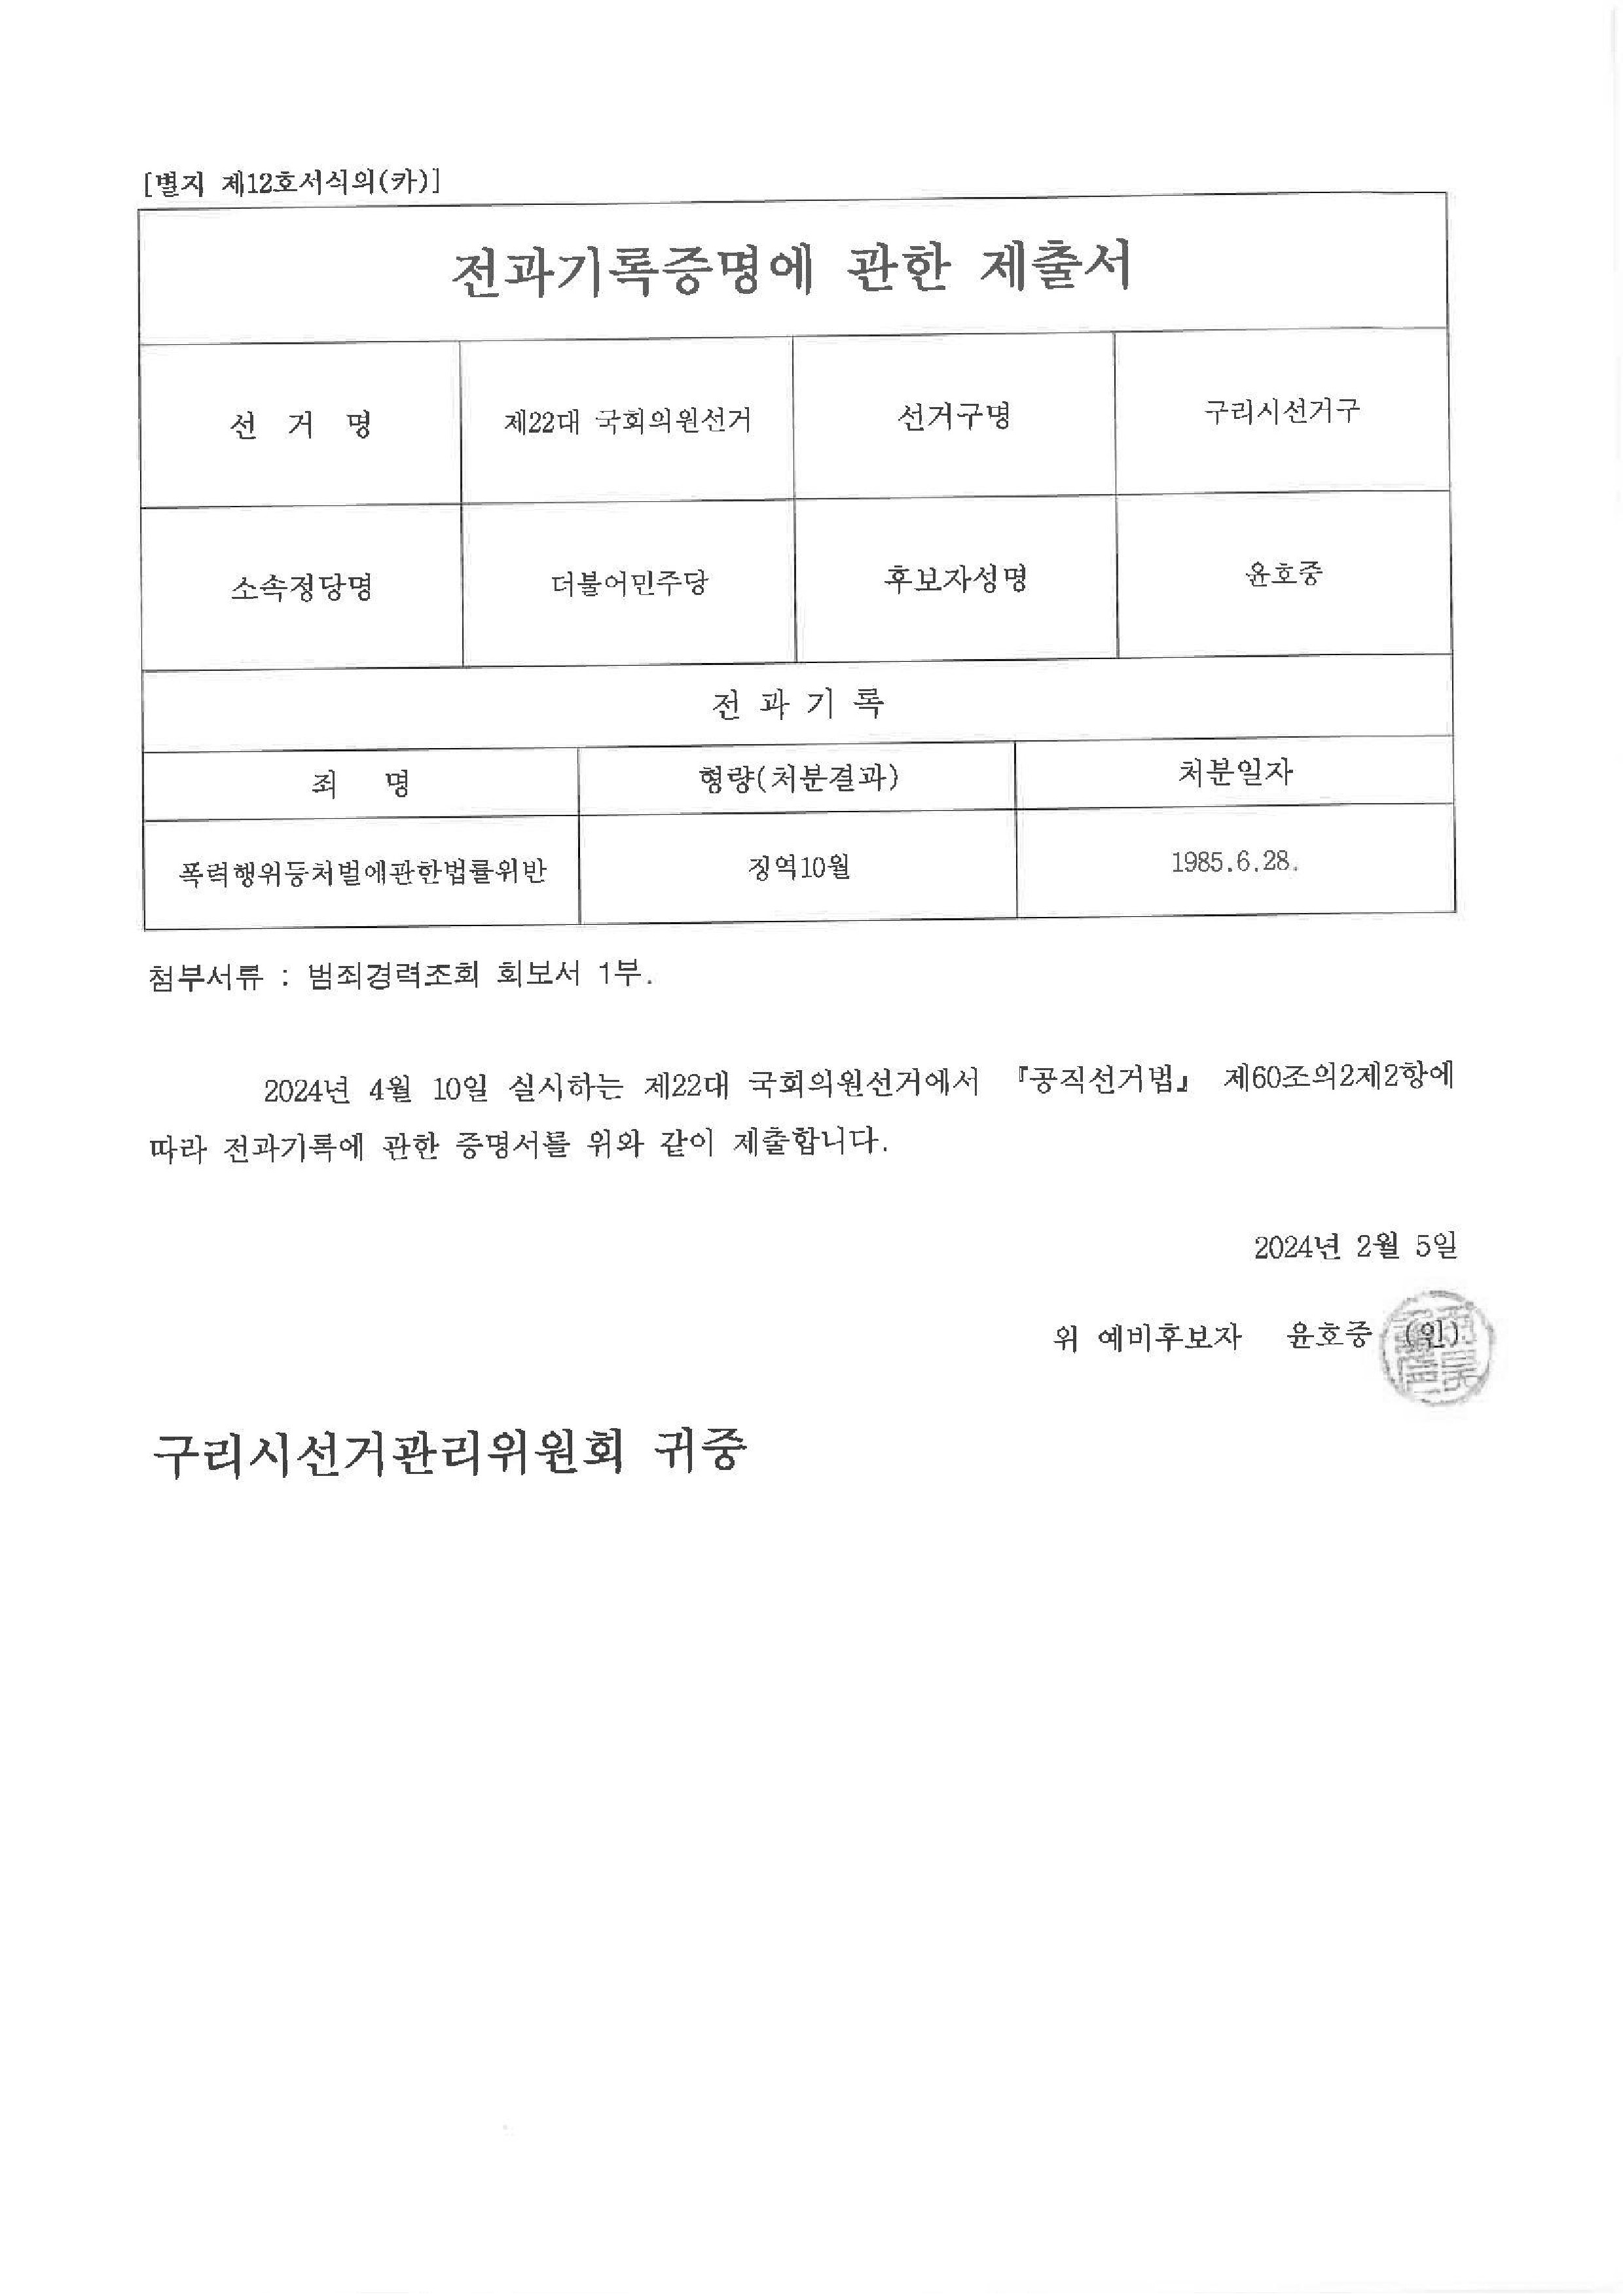 [별지 제12호서식의(카)]
전과기록증명에 관한 제출서
선 거 명 제22대 국회의원선거 선거구명 구리시선거구
소속정당명 더불어민주당 후보자성명 윤호중
전 과 기 록
죄 명 형량(처분결과) 처분일자
폭력행위등처벌에관한법률위반 징역10월 1985.6.28.
첨부서류 : 범죄경력조회 회보서 1부.
2024년 4월 10일 실시하는 제22대 국회의원선거에서 『공직선거법』 제60조의2제2항에
따라 전과기록에 관한 증명서를 위와 같이 제출합니다.
2024년 2월 5일
위 예비후보자 윤호중 (인)
구리시선거관리위원회 귀중